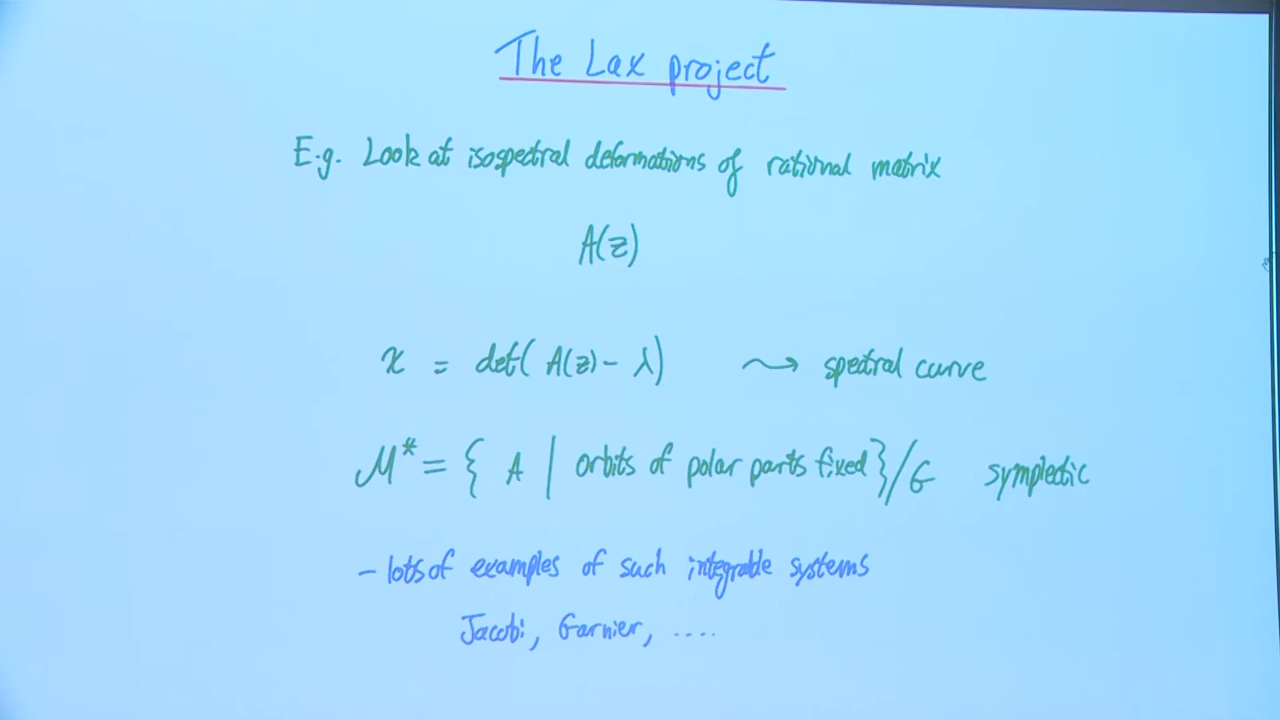 The Lax project
E.g. Look at isospectral deformations of rational matrix
A(z)
χ = det( A(z) - λ) ⇝ spectral curve
M* = { A | orbits of polar parts fixed}/G symplectic
- lots of examples of such integrable systems
Jacobi, Garnier, ....